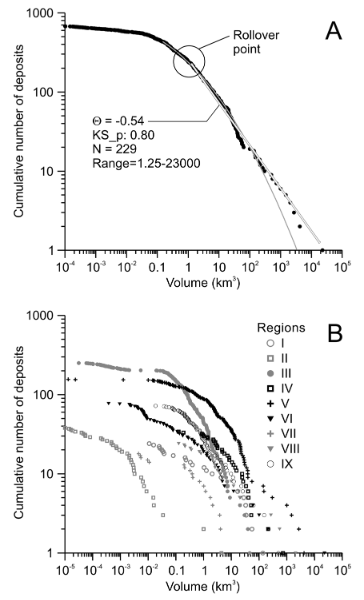 A
Cumulative number of deposits
1000
100
10
1
Rollover
point
Θ = -0.54
KS_p: 0.80
N = 229
Range=1.25-23000
10⁻⁴ 10⁻³ 10⁻² 0.1 1 10 10² 10³ 10⁴ 10⁵
Volume (km³)
B
Cumulative number of deposits
1000
100
10
1
Regions
I
II
III
IV
V
VI
VII
VIII
IX
10⁻⁵ 10⁻⁴ 10⁻³ 10⁻² 0.1 1 10 10² 10³ 10⁴ 10⁵
Volume (km³)